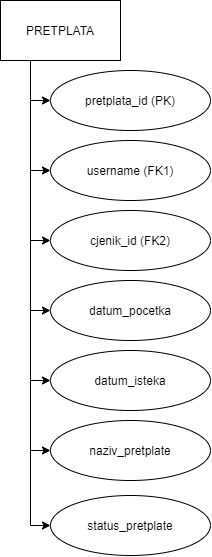 PRETPLATA
pretplata_id (PK)
username (FK1)
cjenik_id (FK2)
datum_pocetka
datum_isteka
naziv_pretplate
status_pretplate